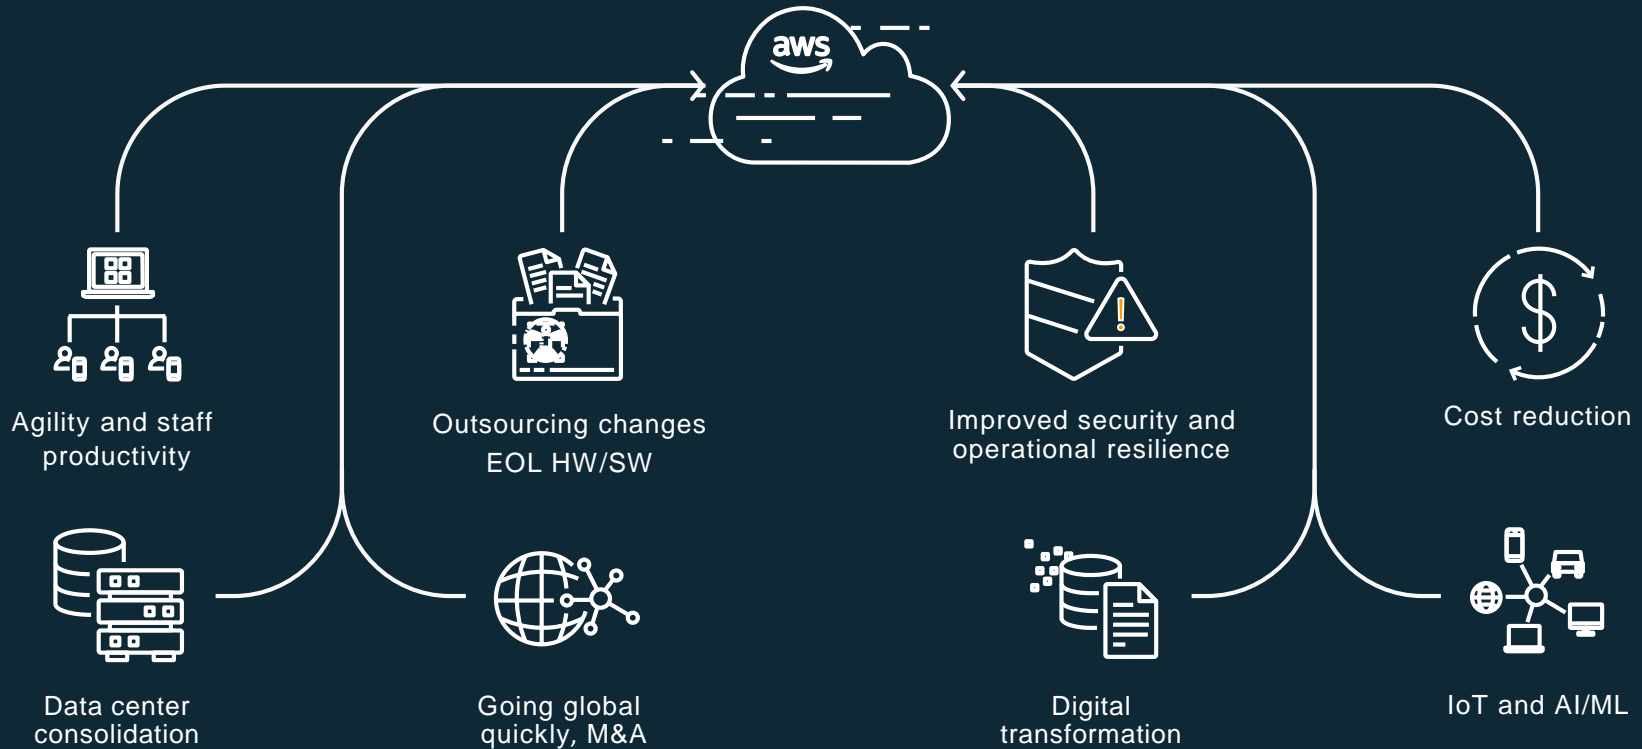 aws
Agility and staff
productivity
Outsourcing changes
EOL HW/SW
Improved security and
operational resilience
Cost reduction
Data center
consolidation
Going global
quickly, M&A
Digital
transformation
IoT and AI/ML